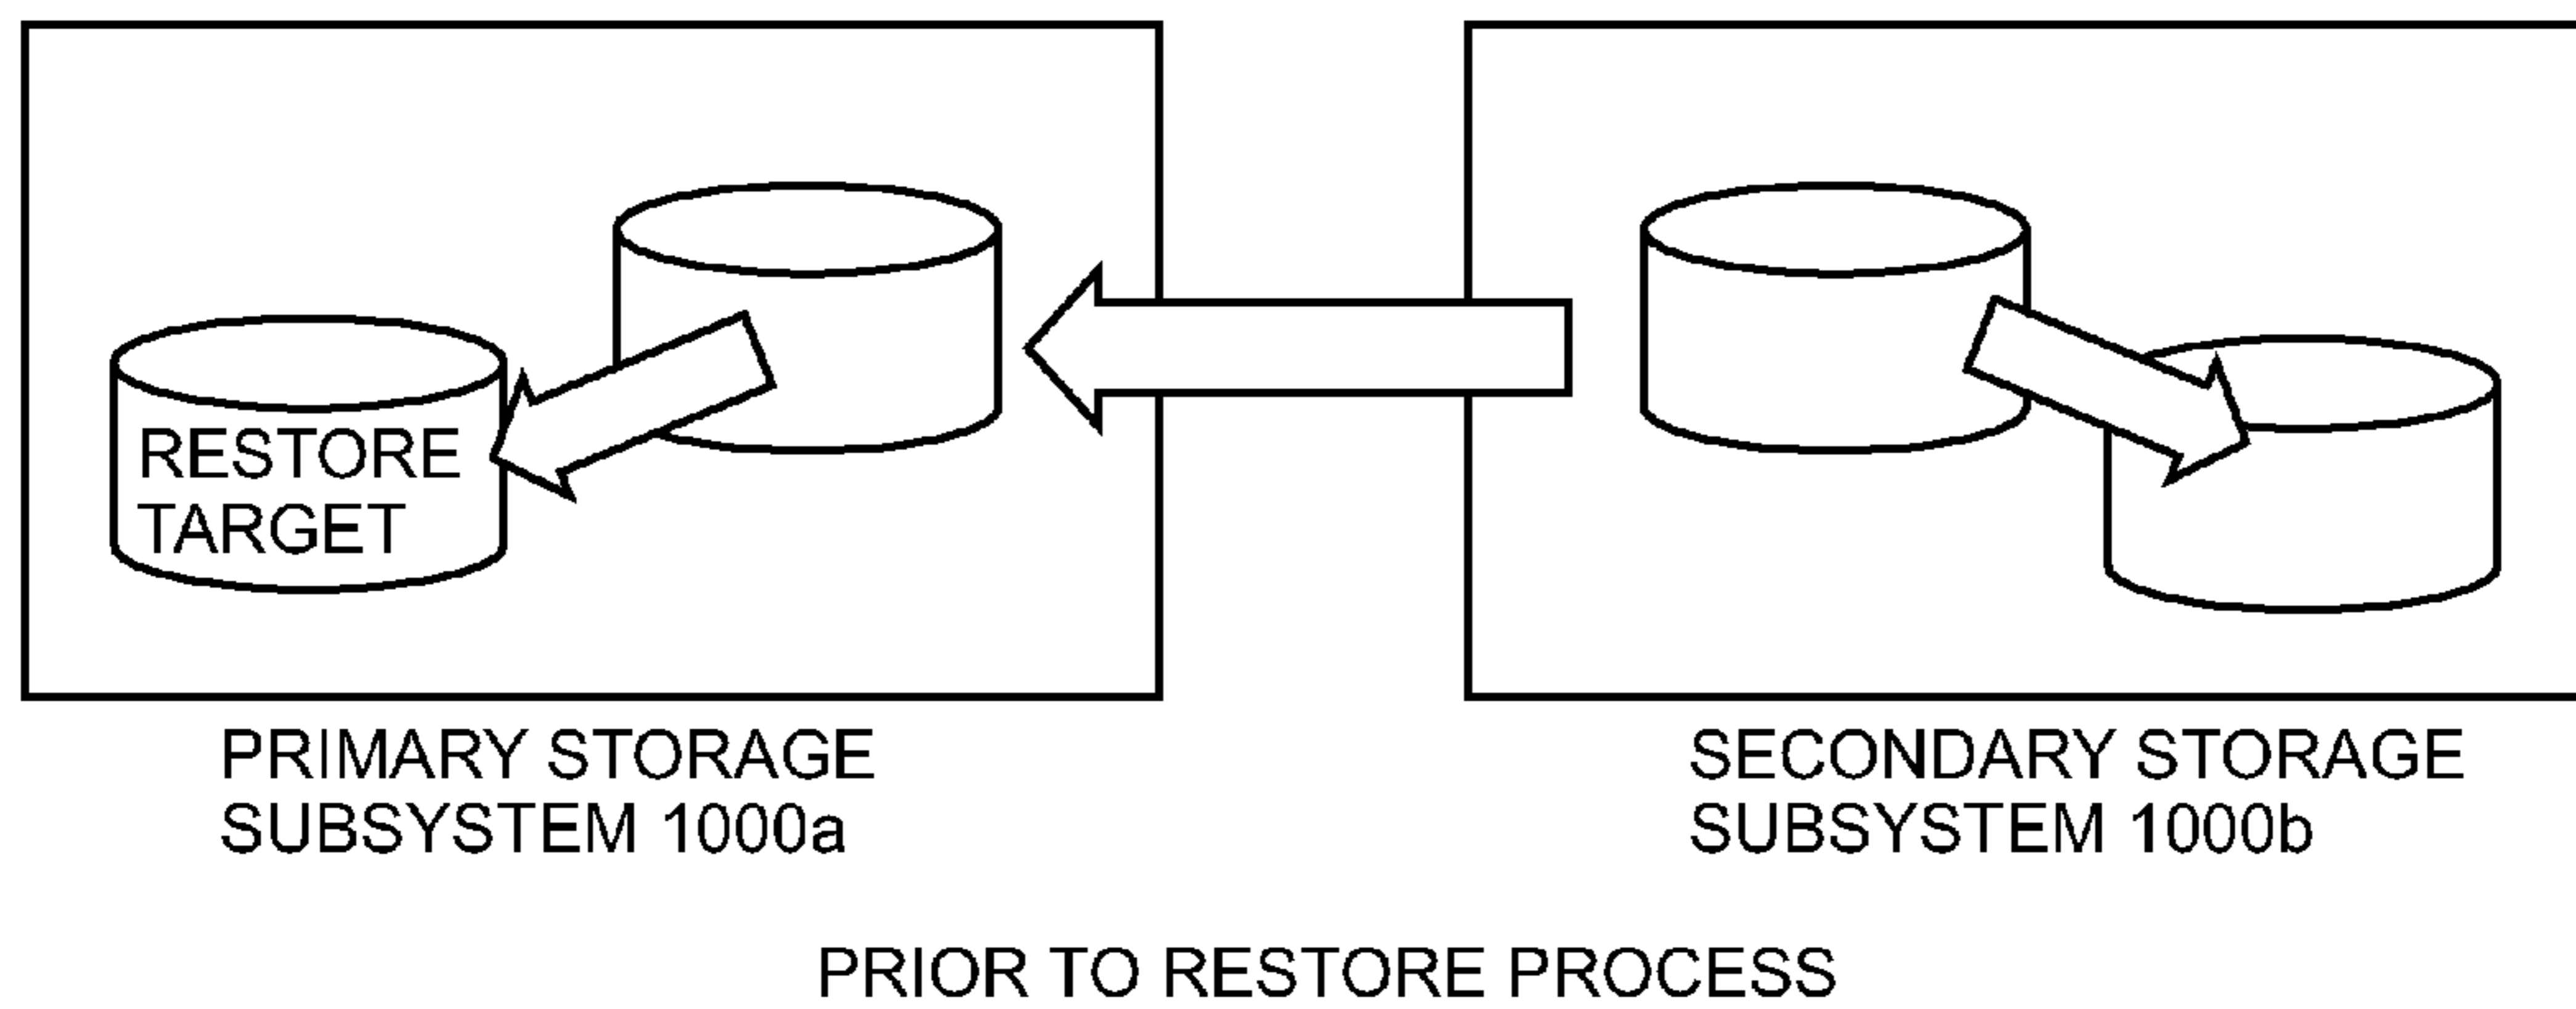 RESTORE
TARGET
PRIMARY STORAGE
SUBSYSTEM 1000a
SECONDARY STORAGE
SUBSYSTEM 1000b
PRIOR TO RESTORE PROCESS